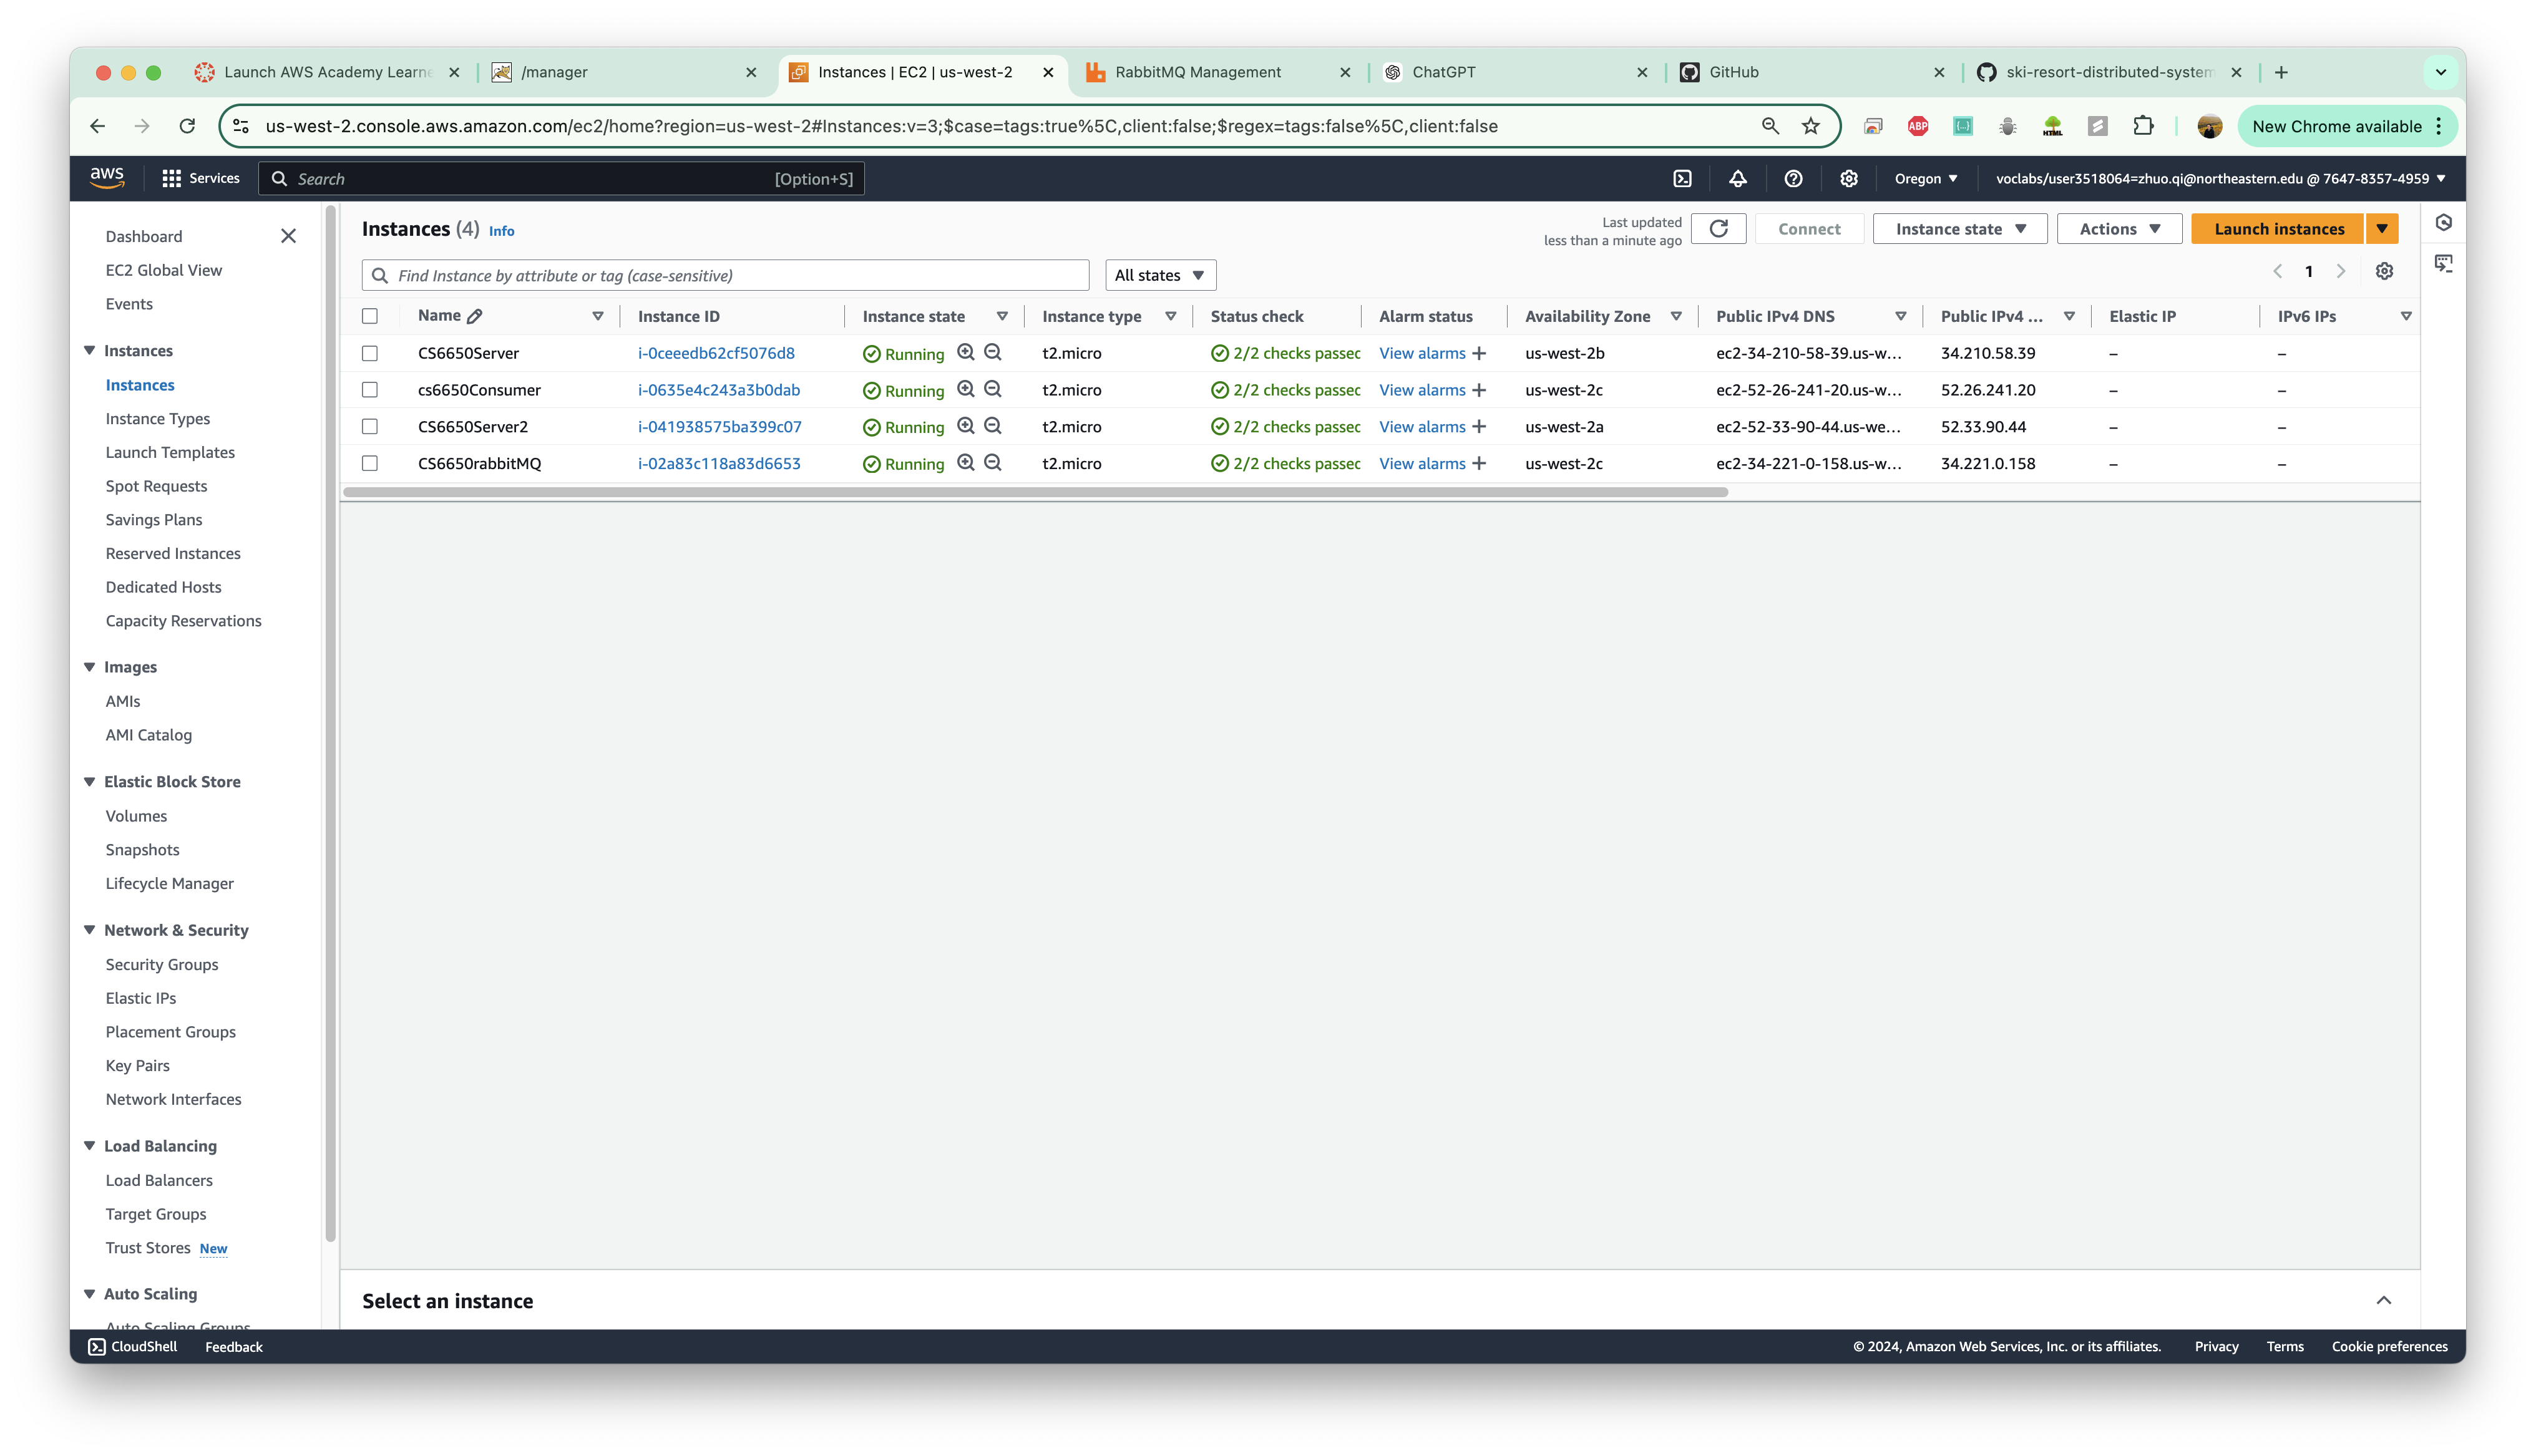 Launch AWS Academy Learne
/manager
Instances | EC2 | us-west-2
RabbitMQ Management
ChatGPT
GitHub
ski-resort-distributed-system
us-west-2.console.aws.amazon.com/ec2/home?region=us-west-2#Instances:v=3;$case=tags:true%5C,client:false;$regex=tags:false%5C,client:false
ABP
HTML
New Chrome available
aws
Services
Search
[Option+S]
Oregon
voclabs/user3518064=zhuo.qi@northeastern.edu @ 7647-8357-4959
Dashboard
EC2 Global View
Events
Instances
Instances
Instance Types
Launch Templates
Spot Requests
Savings Plans
Reserved Instances
Dedicated Hosts
Capacity Reservations
Images
AMIs
AMI Catalog
Elastic Block Store
Volumes
Snapshots
Lifecycle Manager
Network & Security
Security Groups
Elastic IPs
Placement Groups
Key Pairs
Network Interfaces
Load Balancing
Load Balancers
Target Groups
Trust Stores New
Auto Scaling
Auto Scaling Groups
Instances (4) Info
Last updated
less than a minute ago
Connect
Instance state
Actions
Launch instances
Find Instance by attribute or tag (case-sensitive)
All states
1
Name Instance ID Instance state Instance type Status check Alarm status Availability Zone Public IPv4 DNS Public IPv4 ... Elastic IP IPv6 IPs
CS6650Server i-0ceeedb62cf5076d8 Running t2.micro 2/2 checks passec View alarms + us-west-2b ec2-34-210-58-39.us-w... 34.210.58.39 – –
cs6650Consumer i-0635e4c243a3b0dab Running t2.micro 2/2 checks passec View alarms + us-west-2c ec2-52-26-241-20.us-w... 52.26.241.20 – –
CS6650Server2 i-041938575ba399c07 Running t2.micro 2/2 checks passec View alarms + us-west-2a ec2-52-33-90-44.us-we... 52.33.90.44 – –
CS6650rabbitMQ i-02a83c118a83d6653 Running t2.micro 2/2 checks passec View alarms + us-west-2c ec2-34-221-0-158.us-w... 34.221.0.158 – –
Select an instance
CloudShell
Feedback
© 2024, Amazon Web Services, Inc. or its affiliates.
Privacy
Terms
Cookie preferences